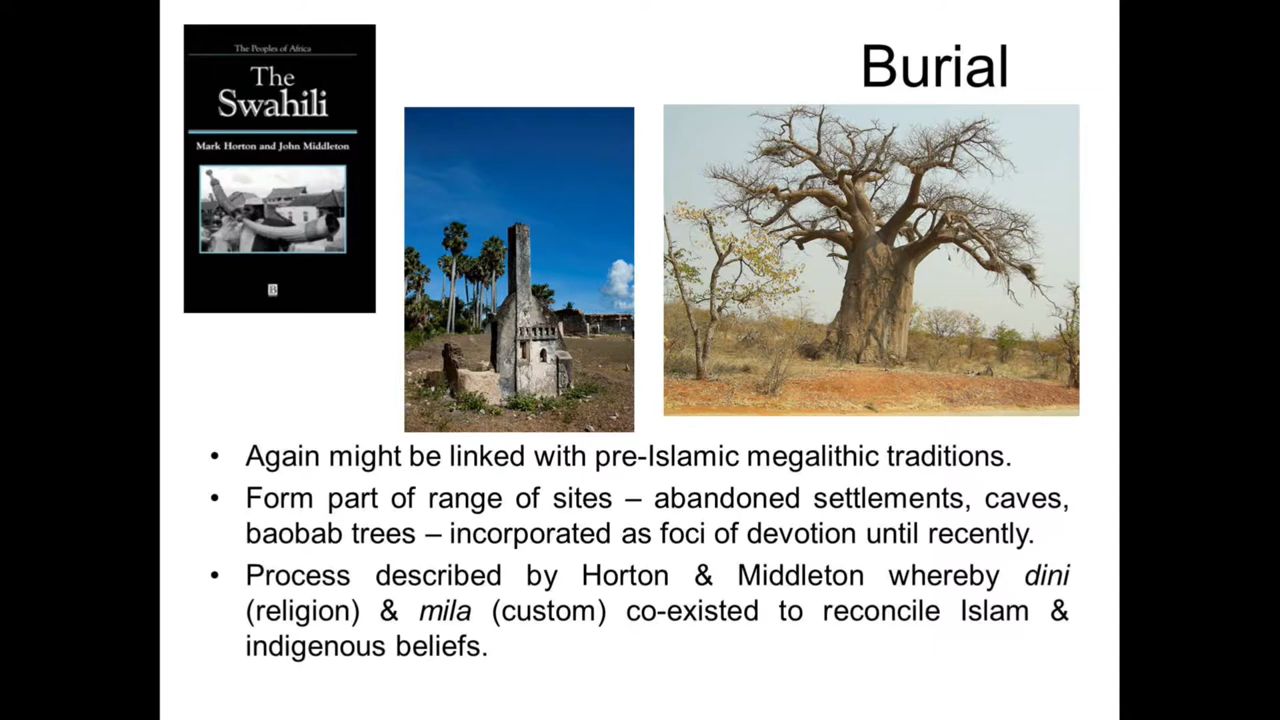 The Peoples of Africa
The
Swahili
Mark Horton and John Middleton
B
Burial
• Again might be linked with pre-Islamic megalithic traditions.
• Form part of range of sites – abandoned settlements, caves,
baobab trees – incorporated as foci of devotion until recently.
• Process described by Horton & Middleton whereby dini
(religion) & mila (custom) co-existed to reconcile Islam &
indigenous beliefs.